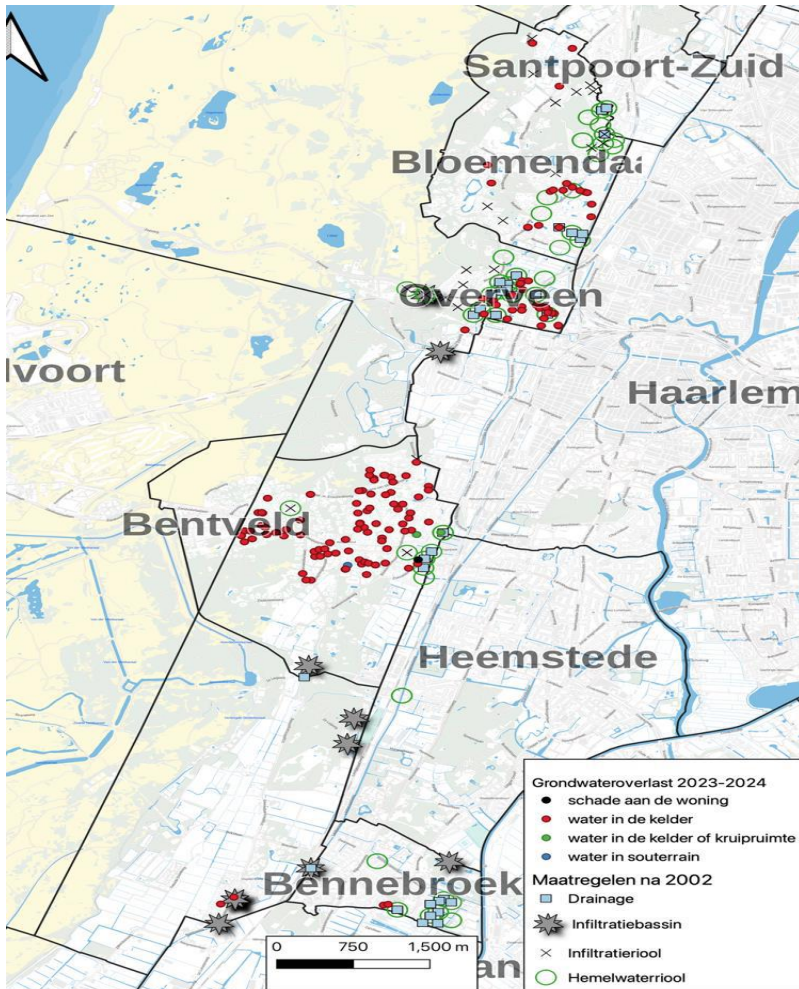 Santpoort-Zuid
Bloemendaa
Overveen
lvoort
Haarlem
Bentveld
Heemstede
Bennebroek
an
Grondwateroverlast 2023-2024
schade aan de woning
water in de kelder
water in de kelder of kruipruimte
water in souterrain
Maatregelen na 2002
Drainage
Infiltratiebassin
Infiltratieriool
Hemelwaterriool
0 750 1,500 m